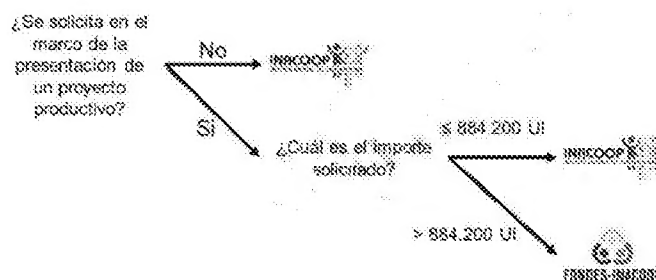 ¿Se solicita en el
marco de la
presentación de
un proyecto
productivo?
No
INACOOP
Si
¿Cuál es el importe
solicitado?
≤ 884.200 UI
INACOOP
> 884.200 UI
FONDES-INACOOP